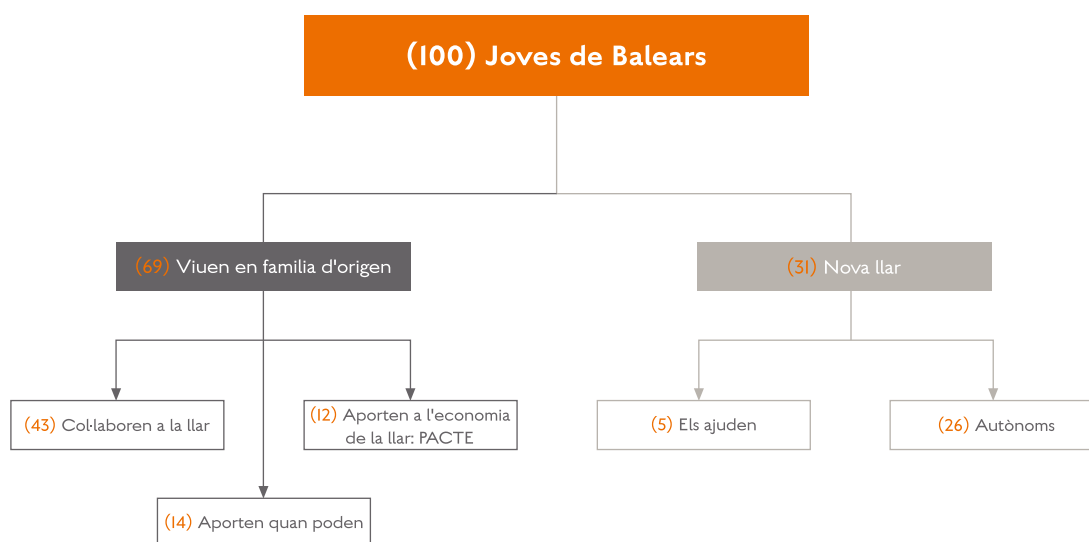 (100) Joves de Balears
(69) Viuen en familia d'origen
(31) Nova llar
(43) Col·laboren a la llar
(12) Aporten a l'economia
de la llar: PACTE
(5) Els ajuden
(26) Autònoms
(14) Aporten quan poden